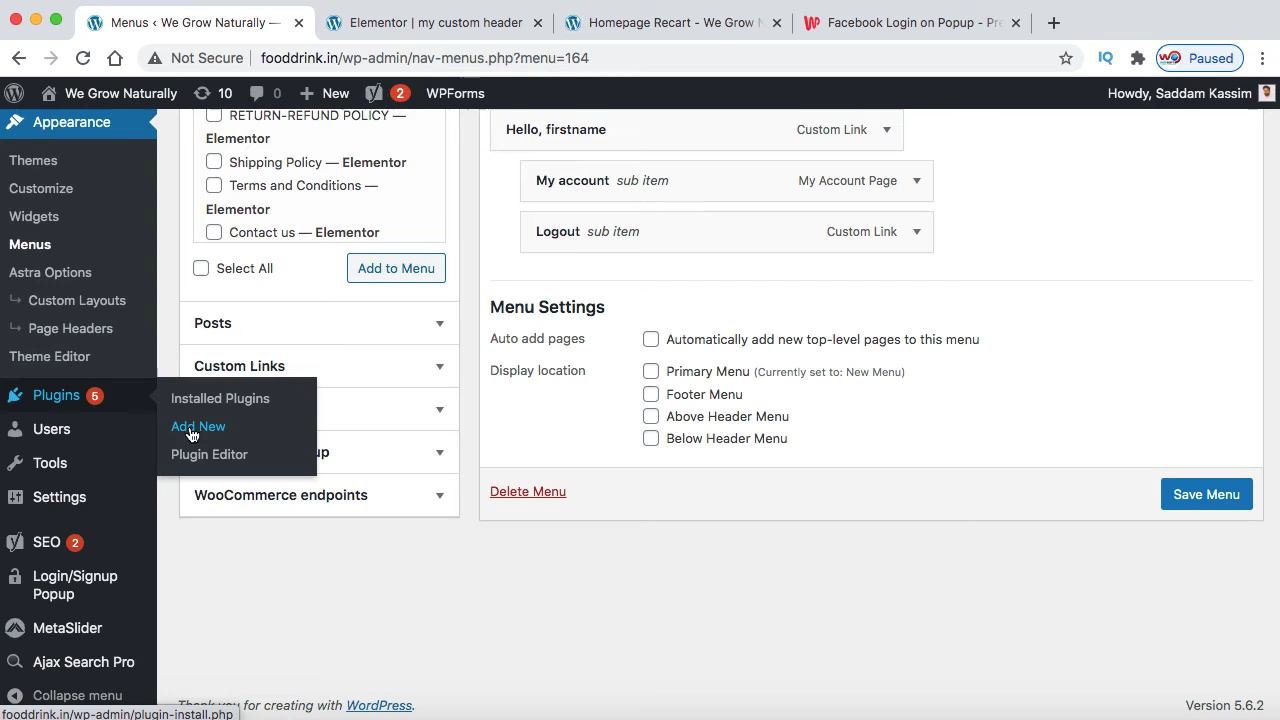 Menus ‹ We Grow Naturally —
Elementor | my custom header
Homepage Recart - We Grow N
Facebook Login on Popup - Pre
Not Secure
fooddrink.in/wp-admin/nav-menus.php?menu=164
IQ
Paused
We Grow Naturally
10
0
New
2
WPForms
Howdy, Saddam Kassim
Appearance
Themes
Customize
Widgets
Menus
Astra Options
Custom Layouts
Page Headers
Theme Editor
Plugins 5
Installed Plugins
Add New
Plugin Editor
Users
Tools
Settings
SEO 2
Login/Signup
Popup
MetaSlider
Ajax Search Pro
Collapse menu
fooddrink.in/wp-admin/plugin-install.php
RETURN-REFUND POLICY —
Elementor
Shipping Policy — Elementor
Terms and Conditions —
Elementor
Contact us — Elementor
Select All
Add to Menu
Posts
Custom Links
up
WooCommerce endpoints
Hello, firstname Custom Link
My account sub item My Account Page
Logout sub item Custom Link
Menu Settings
Auto add pages Automatically add new top-level pages to this menu
Display location Primary Menu (Currently set to: New Menu)
Footer Menu
Above Header Menu
Below Header Menu
Delete Menu
Save Menu
you for creating with WordPress.
Version 5.6.2